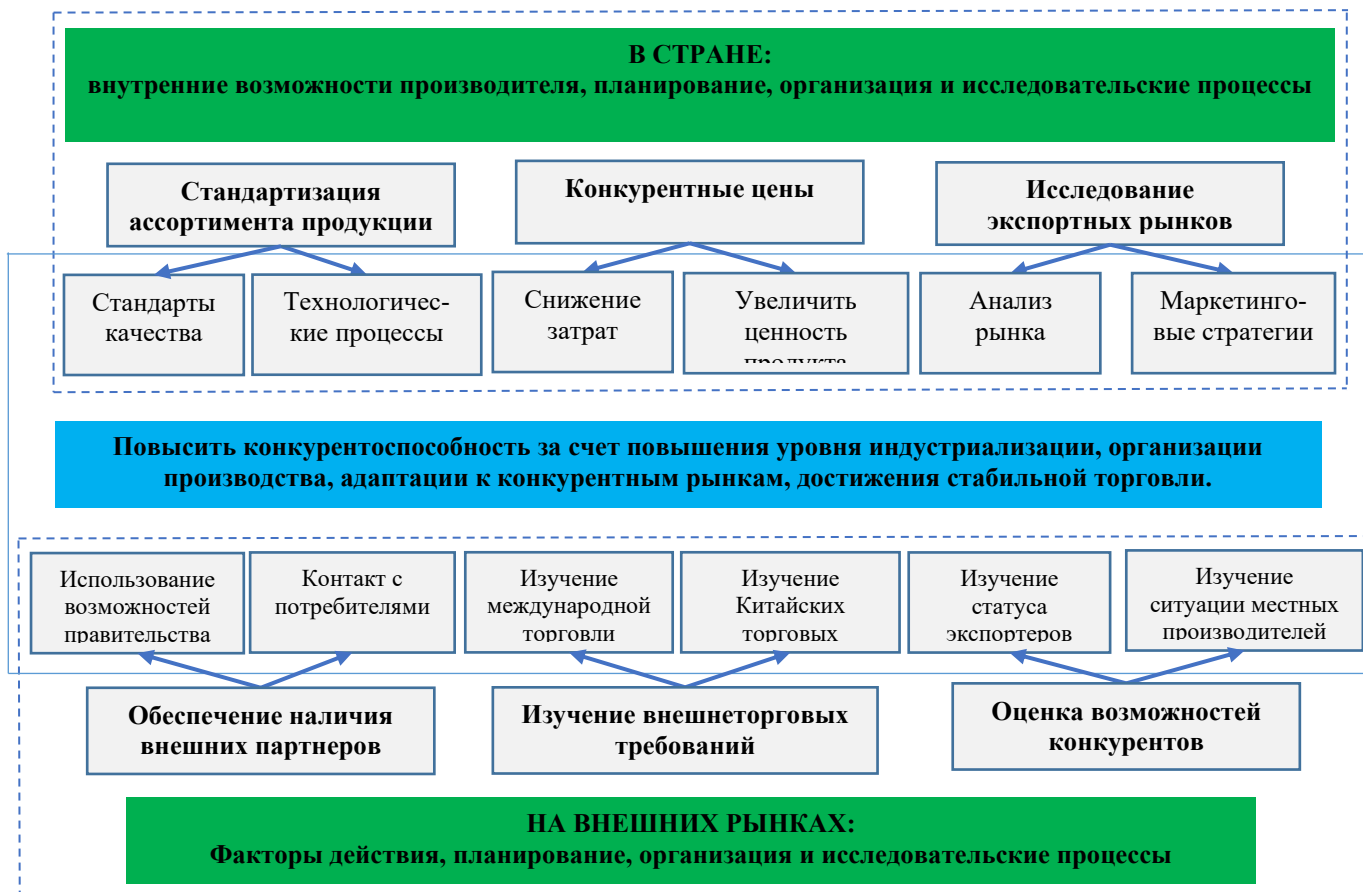 В СТРАНЕ:
внутренние возможности производителя, планирование, организация и исследовательские процессы
Стандартизация
ассортимента продукции
Конкурентные цены
Исследование
экспортных рынков
Стандарты
качества
Технологичес-
кие процессы
Снижение
затрат
Увеличить
ценность
продукта
Анализ
рынка
Маркетинго-
вые стратегии
Повысить конкурентоспособность за счет повышения уровня индустриализации, организации
производства, адаптации к конкурентным рынкам, достижения стабильной торговли.
Использование
возможностей
правительства
Контакт с
потребителями
Изучение
международной
торговли
Изучение
Китайских
торговых
Изучение
статуса
экспортеров
Изучение
ситуации местных
производителей
Обеспечение наличия
внешних партнеров
Изучение внешнеторговых
требований
Оценка возможностей
конкурентов
НА ВНЕШНИХ РЫНКАХ:
Факторы действия, планирование, организация и исследовательские процессы